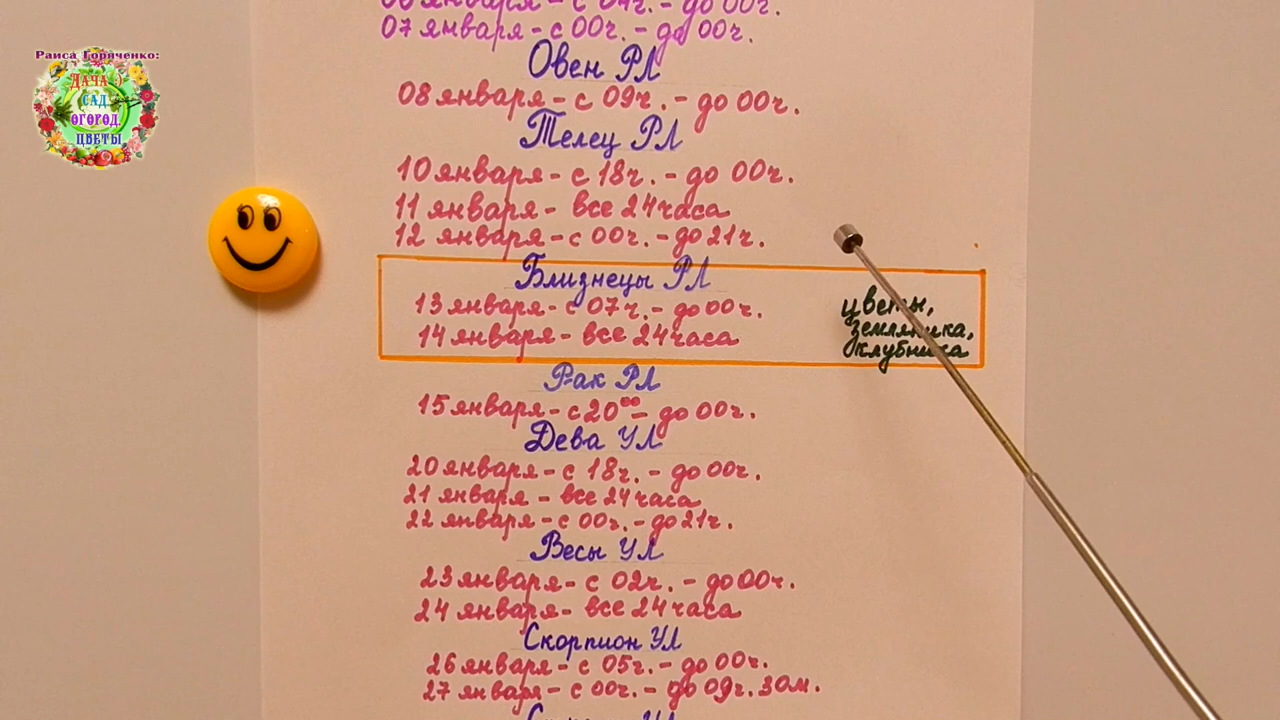 Раиса Горяченко:
ДАЧА :)
САД,
ОГОРОД,
ЦВЕТЫ
января - с 04ч. - до 00ч.
07 января - с 00ч. - до 00ч.
Овен РЛ
08 января - с 09ч. - до 00ч.
Телец РЛ
10 января - с 18ч. - до 00ч.
11 января - все 24 часа
12 января - с 00ч. - до 21ч.
Близнецы РЛ
13 января - с 07ч. - до 00ч.
14 января - все 24 часа
цветы,
земляника,
клубника
Рак РЛ
15 января - с 20⁰⁰ - до 00ч.
Дева УЛ
20 января - с 18ч. - до 00ч.
21 января - все 24 часа
22 января - с 00ч. - до 21ч.
Весы УЛ
23 января - с 02ч. - до 00ч.
24 января - все 24 часа
Скорпион УЛ
26 января - с 05ч. - до 00ч.
27 января - с 00ч. - до 09ч. 30м.